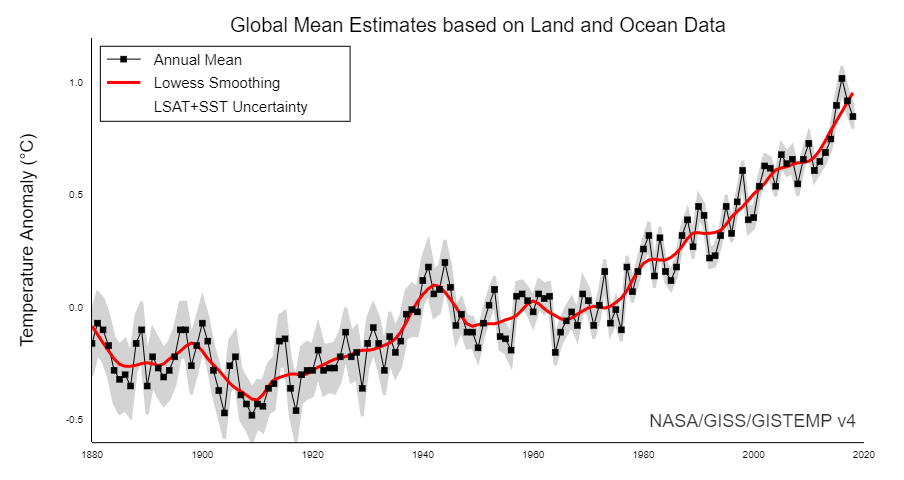 Global Mean Estimates based on Land and Ocean Data
Annual Mean
Lowess Smoothing
LSAT+SST Uncertainty
Temperature Anomaly (°C)
1.0
0.5
0.0
-0.5
NASA/GISS/GISTEMP v4
1880 1900 1920 1940 1960 1980 2000 2020